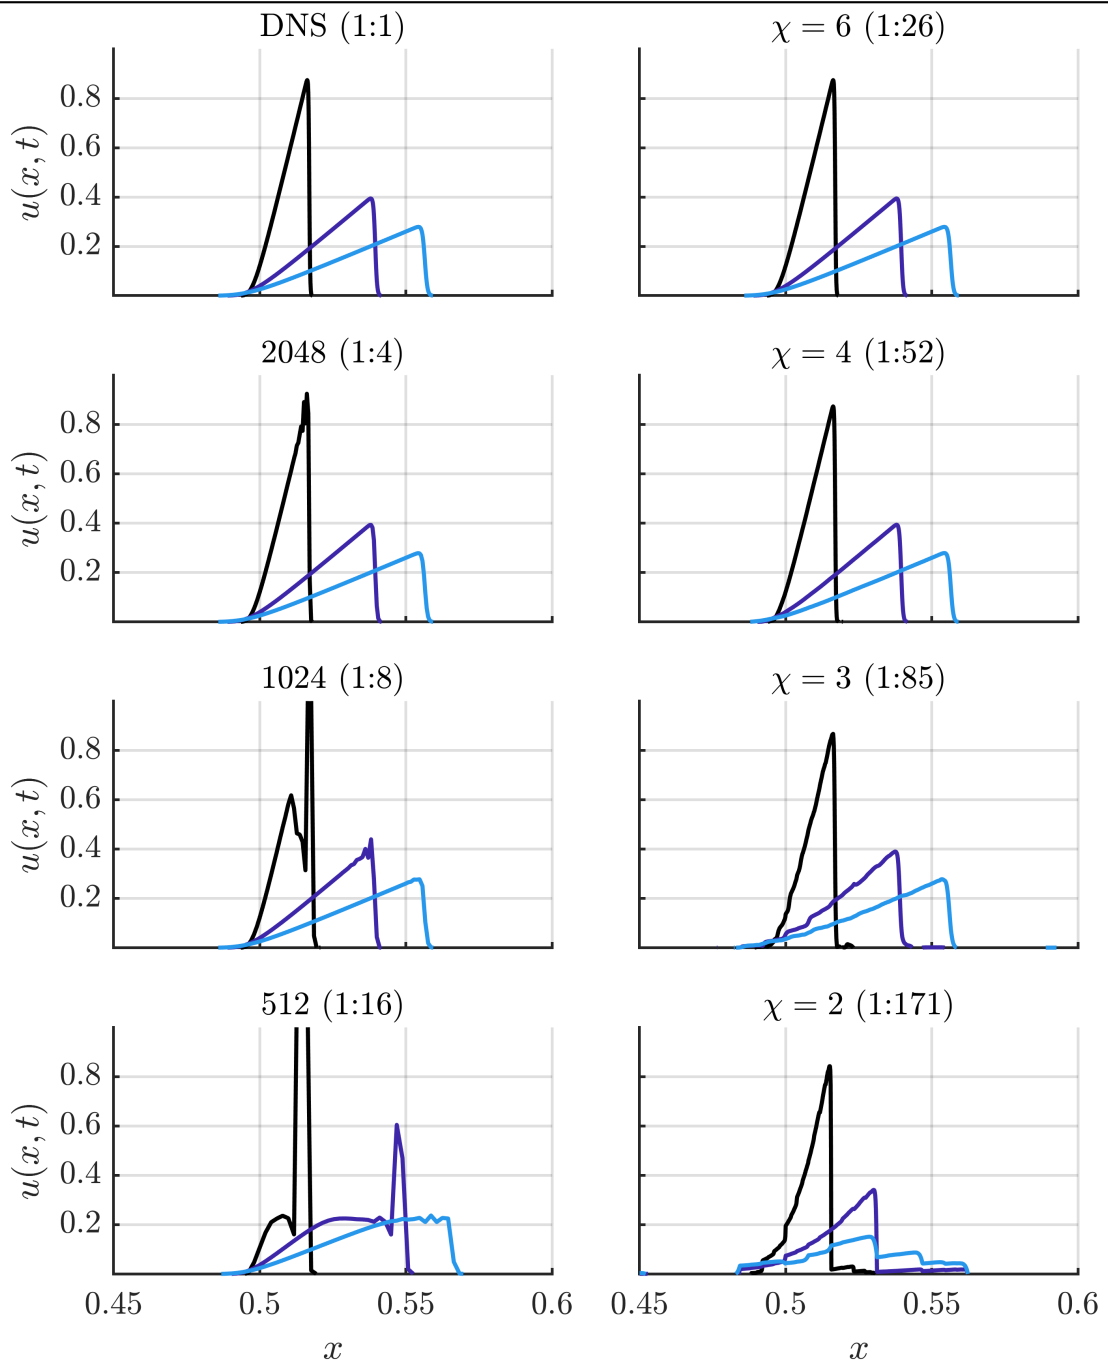 DNS (1:1)
χ = 6 (1:26)
u(x, t)
0.8
0.6
0.4
0.2
2048 (1:4)
χ = 4 (1:52)
u(x, t)
0.8
0.6
0.4
0.2
1024 (1:8)
χ = 3 (1:85)
u(x, t)
0.8
0.6
0.4
0.2
512 (1:16)
χ = 2 (1:171)
u(x, t)
0.8
0.6
0.4
0.2
0.45 0.5 0.55 0.6
0.45 0.5 0.55 0.6
x
x